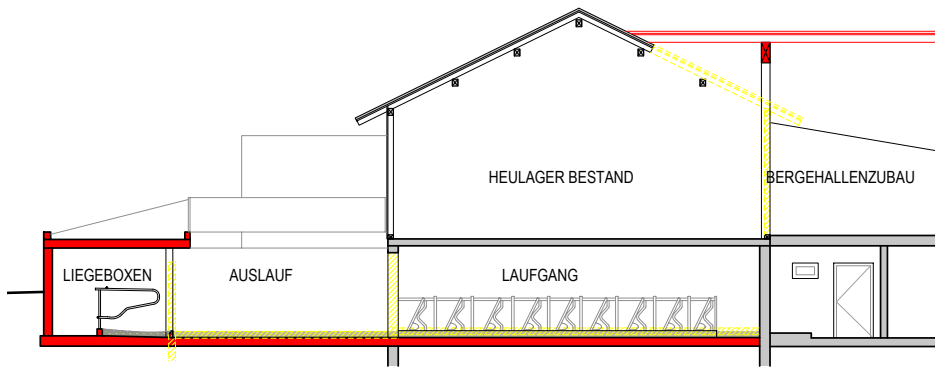 HEULAGER BESTAND
BERGEHALLENZUBAU
LIEGEBOXEN
AUSLAUF
LAUFGANG